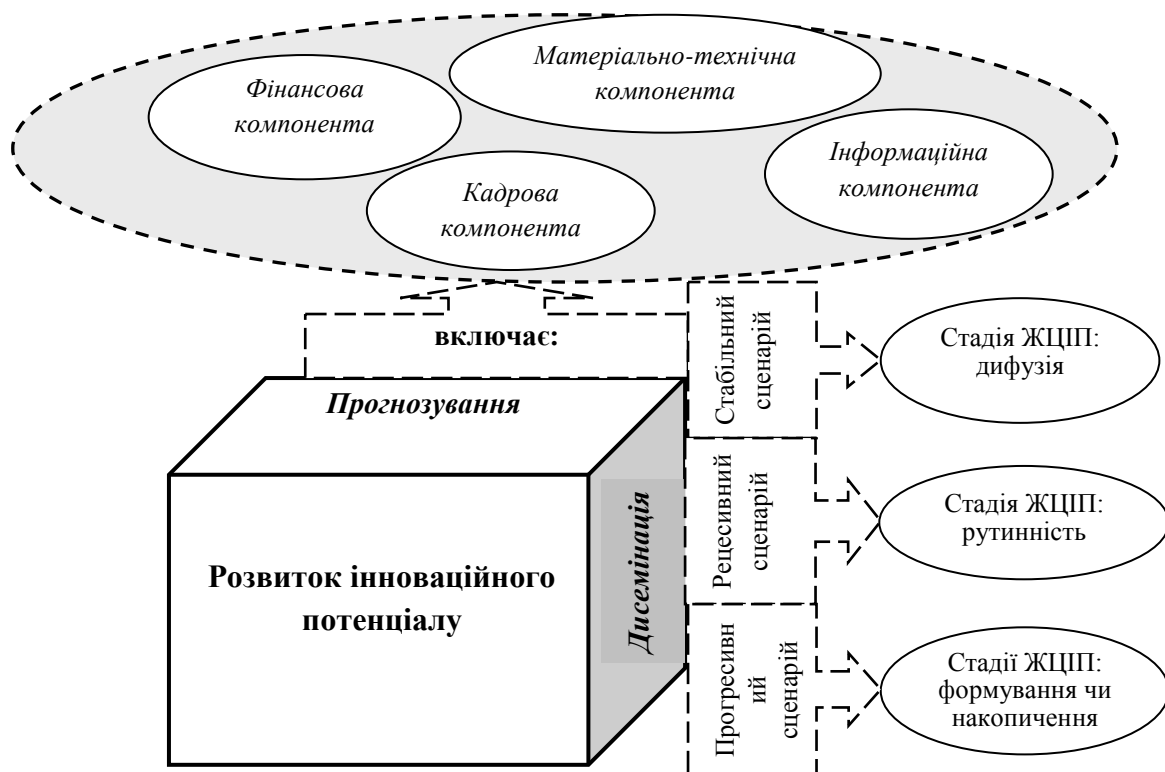 Матеріально-технічна
компонента
Фінансова
компонента
Інформаційна
компонента
Кадрова
компонента
включає:
Прогнозування
Розвиток інноваційного
потенціалу
Дисемінація
Стабільний
сценарій
Стадія ЖЦІП:
дифузія
Рецесивний
сценарій
Стадія ЖЦІП:
рутинність
Прогресивн
ий
сценарій
Стадії ЖЦІП:
формування чи
накопичення